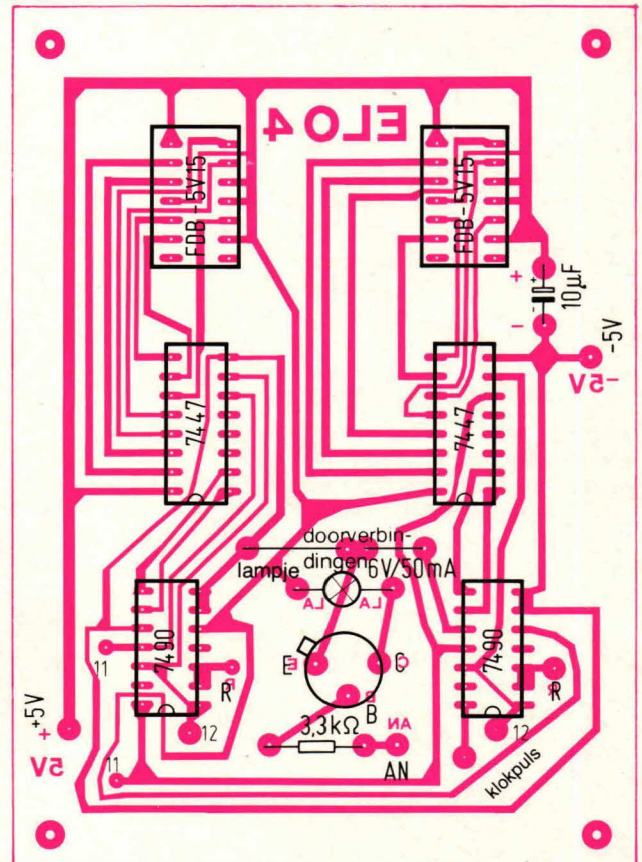 ELO 4
FDB-5V15
FDB-5V15
+
10µF
−
-5V
-5V
7447
7447
doorverbin-
dingen
lampje
6V/50mA
LA
LA
7490
7490
11
E
E
C
C
R
R
R
R
B
B
+5V
+
5V
12
3,3kΩ
AN
AN
12
11
klokpuls